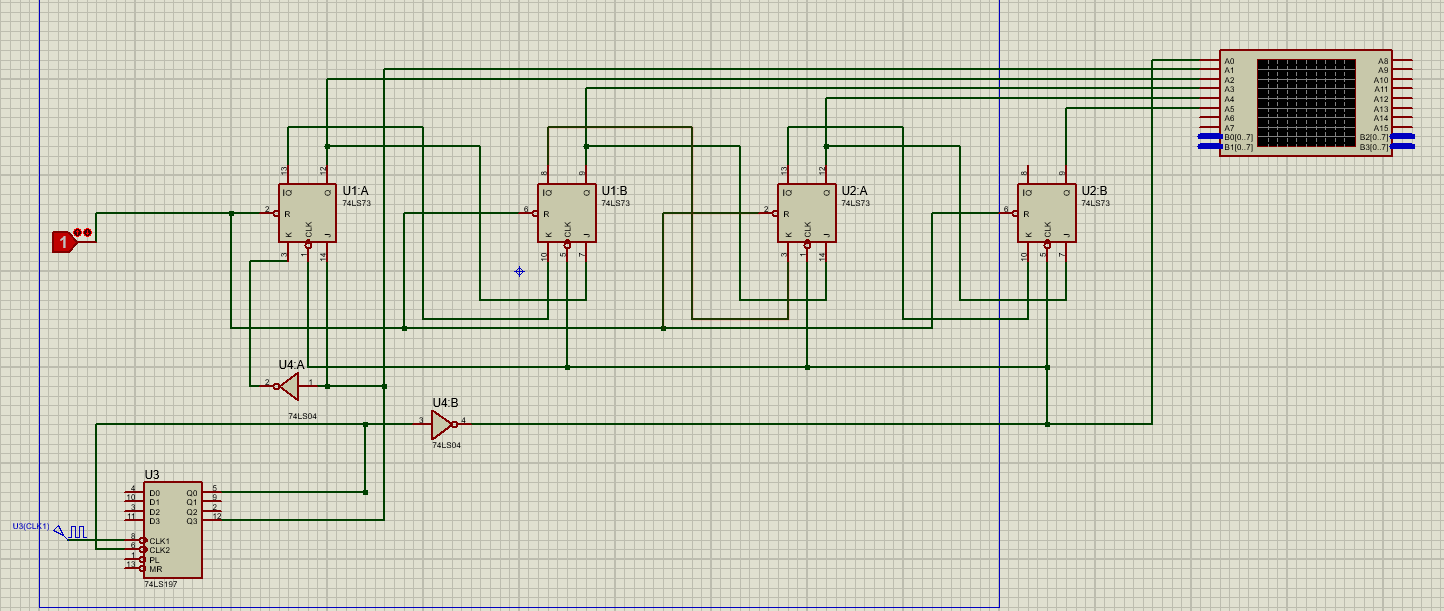 A0 A8
A1 A9
A2 A10
A3 A11
A4 A12
A5 A13
A6 A14
A7 A15
B0[0..7] B2[0..7]
B1[0..7] B3[0..7]
13 12 8 9 13 12 8 9
U1:A U1:B U2:A U2:B
Q Q Q Q Q Q Q Q
74LS73 74LS73 74LS73 74LS73
2 R 6 R 2 R 6 R
1
K CLK J K CLK J K CLK J K CLK J
3 1 14 10 5 7 3 1 14 10 5 7
U4:A
2 1
74LS04
U4:B
3 4
74LS04
U3
4 D0 Q0 5
10 D1 Q1 9
3 D2 Q2 2
11 D3 Q3 12
U3(CLK1)
8 CLK1
6 CLK2
1 PL
13 MR
74LS197